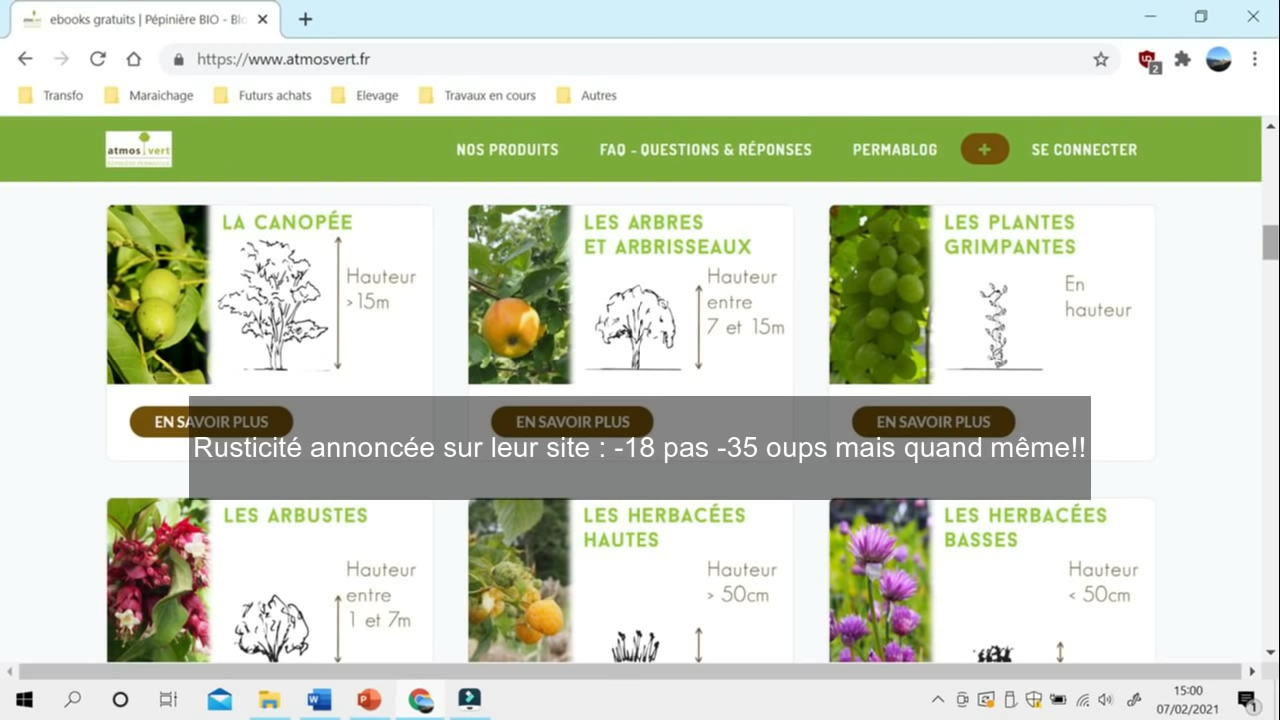 ebooks gratuits | Pépinière BIO - Blo
https://www.atmosvert.fr
2
Transfo
Maraichage
Futurs achats
Elevage
Travaux en cours
Autres
atmos vert
NOS PRODUITS
FAQ - QUESTIONS & RÉPONSES
PERMABLOG
+
SE CONNECTER
LA CANOPÉE
Hauteur
>15m
LES ARBRES
ET ARBRISSEAUX
Hauteur
entre
7 et 15m
LES PLANTES
GRIMPANTES
En
hauteur
EN SAVOIR PLUS
EN SAVOIR PLUS
EN SAVOIR PLUS
Rusticité annoncée sur leur site : -18 pas -35 oups mais quand même!!
LES ARBUSTES
Hauteur
entre
1 et 7m
LES HERBACÉES
HAUTES
Hauteur
> 50cm
LES HERBACÉES
BASSES
Hauteur
< 50cm
15:00
07/02/2021
1